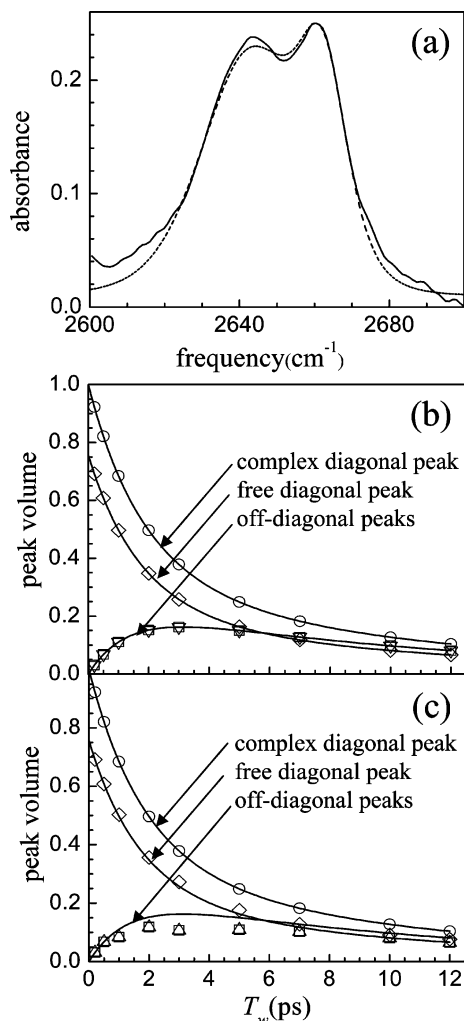 (a)
absorbance
0.2
0.1
0.0
2600
2640
2680
frequency(cm⁻¹)
(b)
peak volume
1.0
0.8
0.6
0.4
0.2
0.0
complex diagonal peak
free diagonal peak
off-diagonal peaks
(c)
peak volume
0.8
0.6
0.4
0.2
0.0
complex diagonal peak
free diagonal peak
off-diagonal peaks
0 2 4 6 8 10 12
T_w(ps)